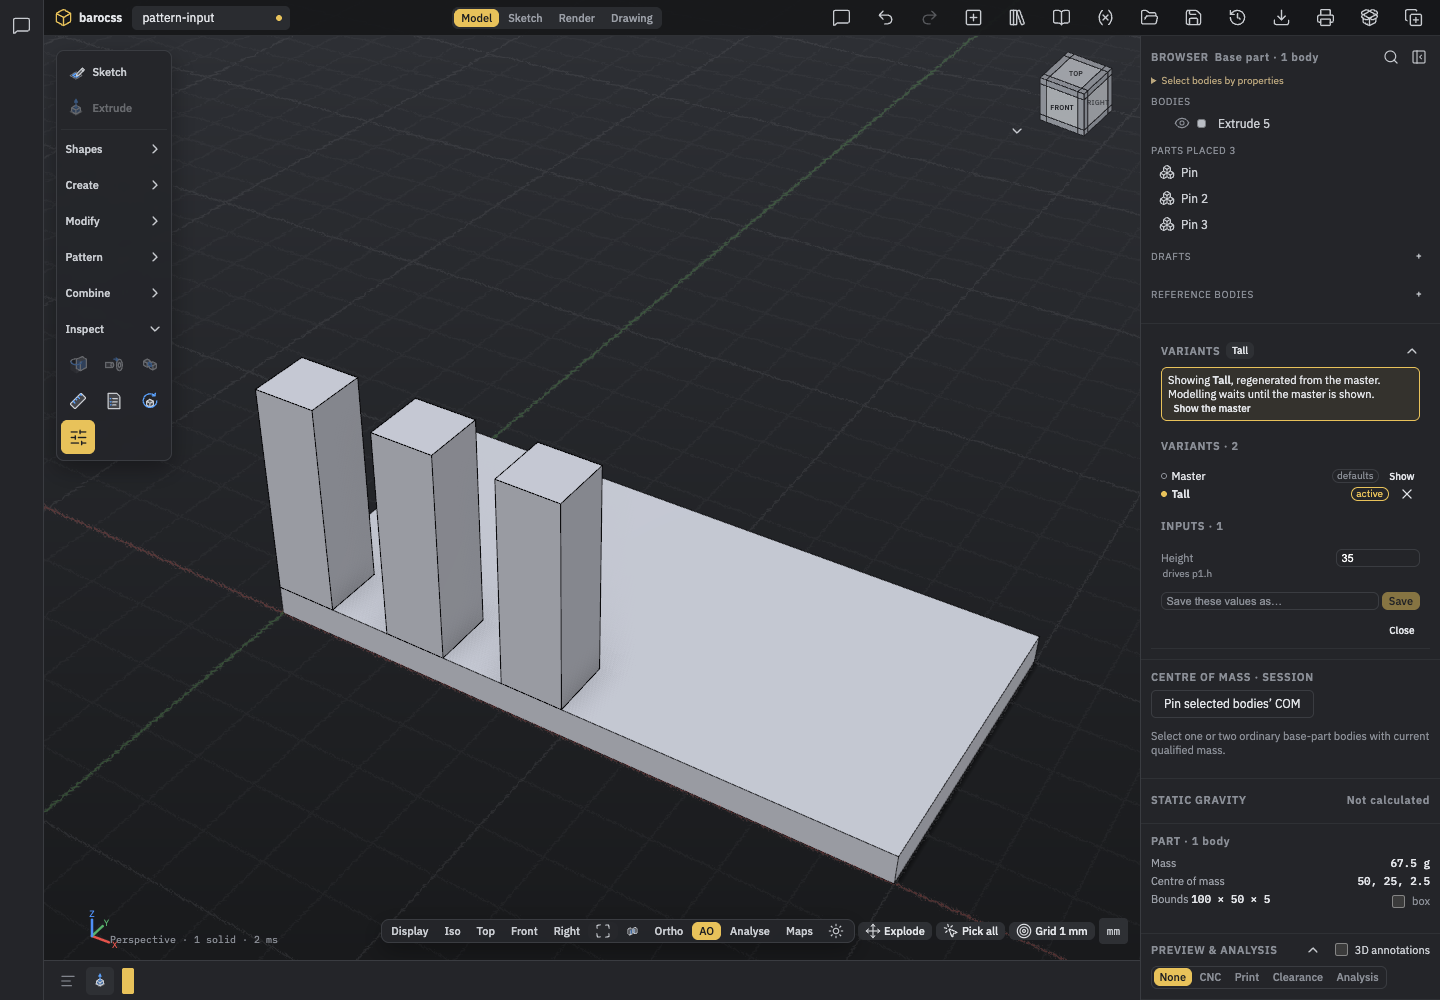 barocss
pattern-input
Model
Sketch
Render
Drawing
Sketch
Extrude
Shapes
Create
Modify
Pattern
Combine
Inspect
TOP
FRONT
RIGHT
BROWSER Base part · 1 body
Select bodies by properties
BODIES
Extrude 5
PARTS PLACED 3
Pin
Pin 2
Pin 3
DRAFTS +
REFERENCE BODIES +
VARIANTS Tall
Showing Tall, regenerated from the master.
Modelling waits until the master is shown.
Show the master
VARIANTS · 2
Master defaults Show
Tall active
INPUTS · 1
Height 35
drives p1.h
Save these values as… Save
Close
CENTRE OF MASS · SESSION
Pin selected bodies’ COM
Select one or two ordinary base-part bodies with current
qualified mass.
STATIC GRAVITY Not calculated
PART · 1 body
Mass 67.5 g
Centre of mass 50, 25, 2.5
Bounds 100 × 50 × 5 box
PREVIEW & ANALYSIS 3D annotations
None CNC Print Clearance Analysis
Z
Y
X
Perspective · 1 solid · 2 ms
Display Iso Top Front Right Ortho AO Analyse Maps Explode Pick all Grid 1 mm mm